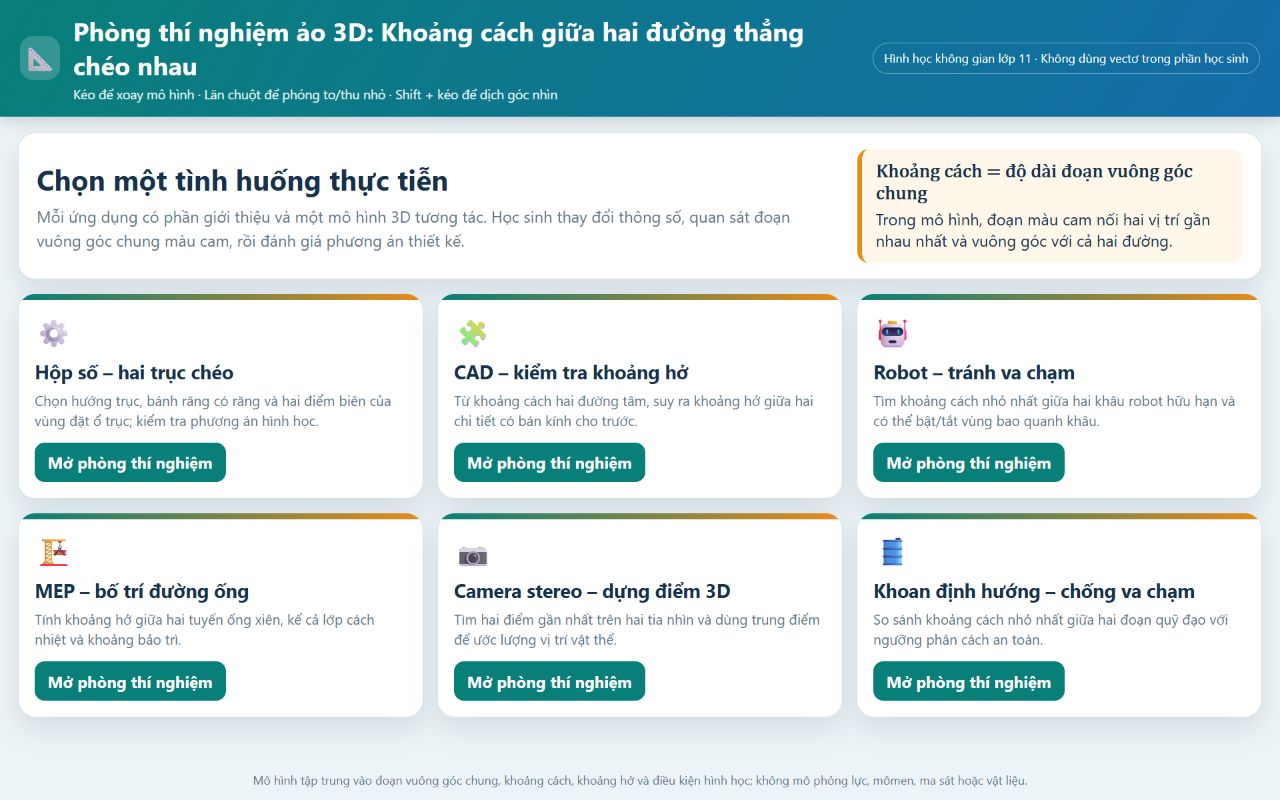 Phòng thí nghiệm ảo 3D: Khoảng cách giữa hai đường thẳng
chéo nhau
Kéo để xoay mô hình · Lăn chuột để phóng to/thu nhỏ · Shift + kéo để dịch góc nhìn
Hình học không gian lớp 11 · Không dùng vectơ trong phần học sinh
Chọn một tình huống thực tiễn
Mỗi ứng dụng có phần giới thiệu và một mô hình 3D tương tác. Học sinh thay đổi thông số, quan sát đoạn
vuông góc chung màu cam, rồi đánh giá phương án thiết kế.
Khoảng cách = độ dài đoạn vuông góc
chung
Trong mô hình, đoạn màu cam nối hai vị trí gần
nhau nhất và vuông góc với cả hai đường.
Hộp số – hai trục chéo
Chọn hướng trục, bánh răng có răng và hai điểm biên của
vùng đặt ổ trục; kiểm tra phương án hình học.
Mở phòng thí nghiệm
CAD – kiểm tra khoảng hở
Từ khoảng cách hai đường tâm, suy ra khoảng hở giữa hai
chi tiết có bán kính cho trước.
Mở phòng thí nghiệm
Robot – tránh va chạm
Tìm khoảng cách nhỏ nhất giữa hai khâu robot hữu hạn và
có thể bật/tắt vùng bao quanh khâu.
Mở phòng thí nghiệm
MEP – bố trí đường ống
Tính khoảng hở giữa hai tuyến ống xiên, kể cả lớp cách
nhiệt và khoảng bảo trì.
Mở phòng thí nghiệm
Camera stereo – dựng điểm 3D
Tìm hai điểm gần nhất trên hai tia nhìn và dùng trung điểm
để ước lượng vị trí vật thể.
Mở phòng thí nghiệm
Khoan định hướng – chống va chạm
So sánh khoảng cách nhỏ nhất giữa hai đoạn quỹ đạo với
ngưỡng phân cách an toàn.
Mở phòng thí nghiệm
Mô hình tập trung vào đoạn vuông góc chung, khoảng cách, khoảng hở và điều kiện hình học; không mô phỏng lực, mômen, ma sát hoặc vật liệu.